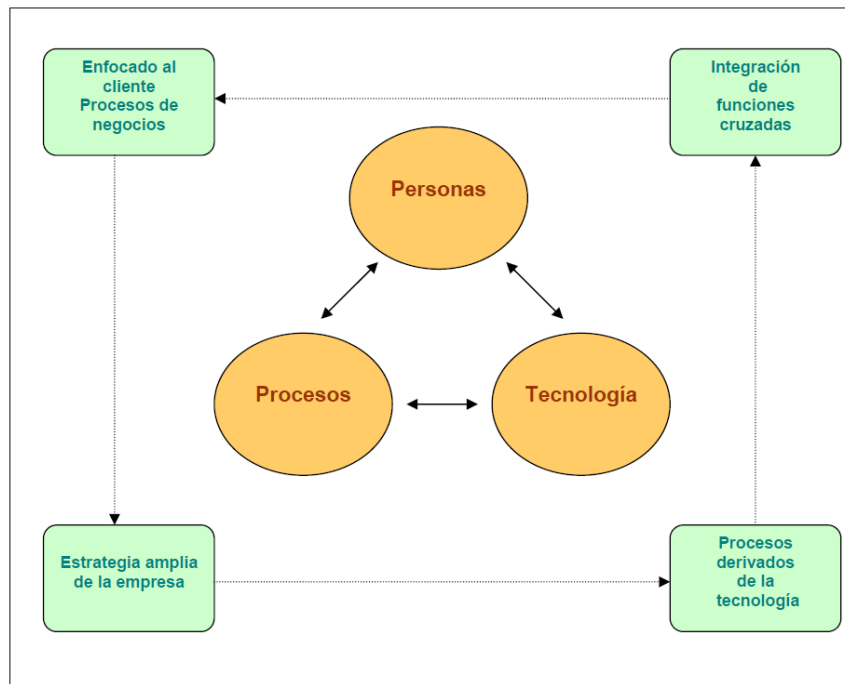 Enfocado al
cliente
Procesos de
negocios
Integración
de
funciones
cruzadas
Personas
Procesos
Tecnología
Estrategia amplia
de la empresa
Procesos
derivados
de la
tecnología